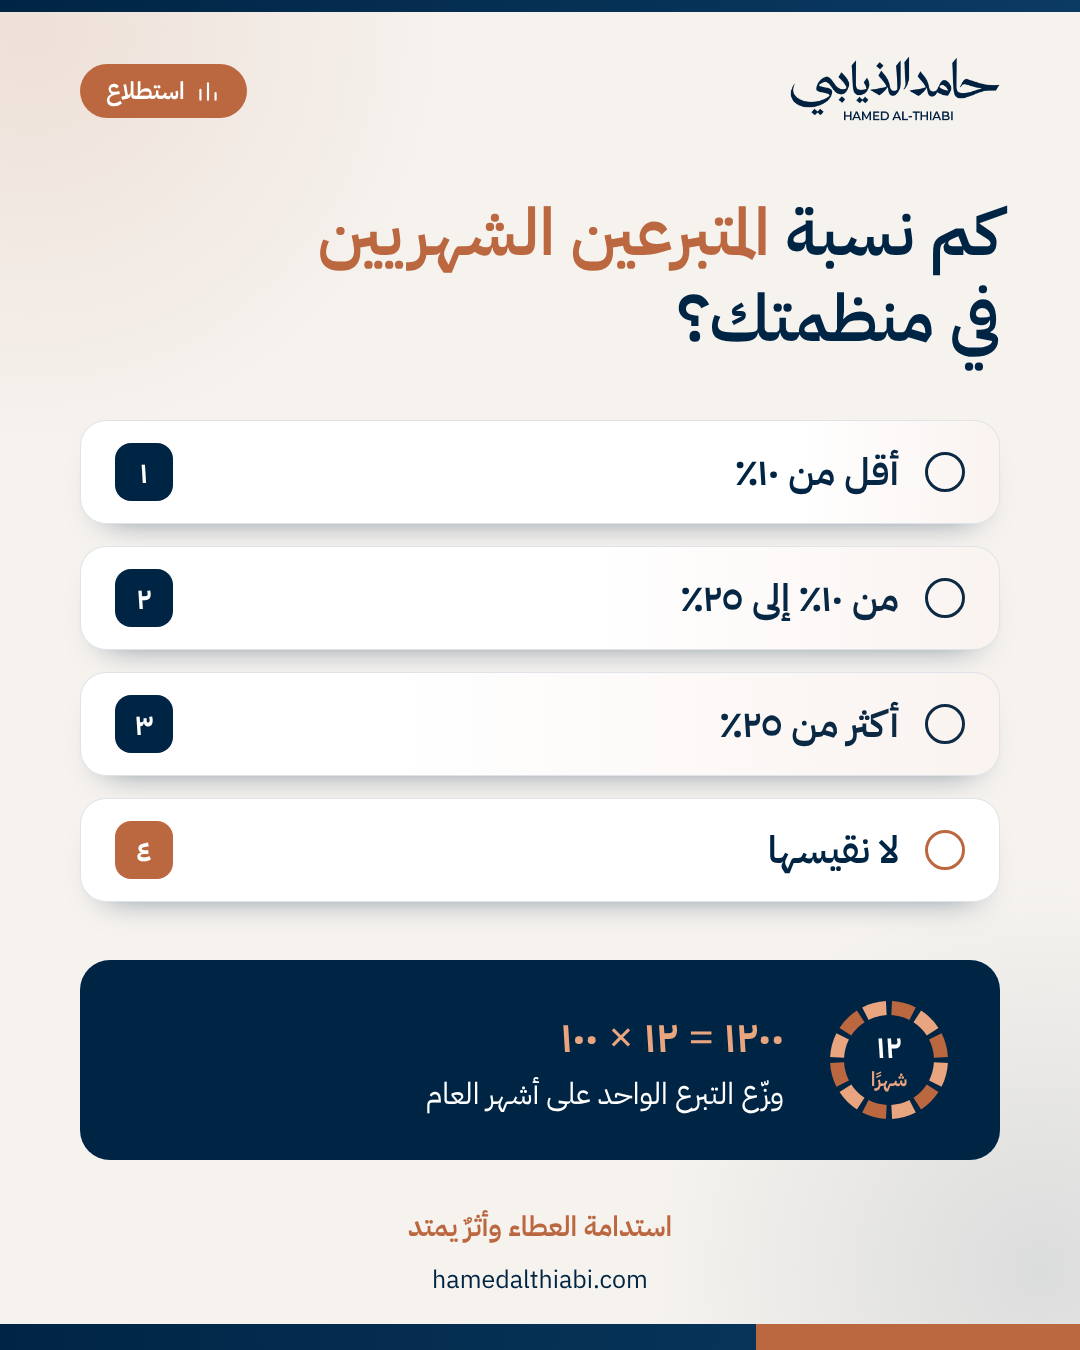 حامد الذيابي
HAMED AL-THIABI
استطلاع
كم نسبة المتبرعين الشهريين
في منظمتك؟
أقل من ١٠٪
١
من ١٠٪ إلى ٢٥٪
٢
أكثر من ٢٥٪
٣
لا نقيسها
٤
١٢
شهرًا
١٢٠٠ = ١٢ × ١٠٠
وزّع التبرع الواحد على أشهر العام
استدامة العطاء وأثرٌ يمتد
hamedalthiabi.com